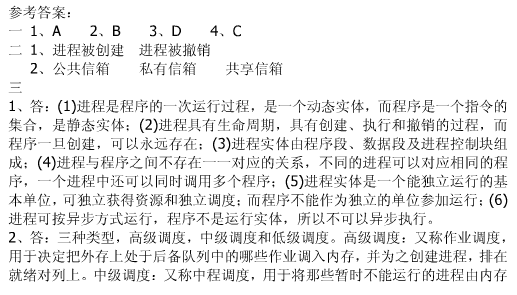 参考答案：
一 1、A 2、B 3、D 4、C
二 1、进程被创建 进程被撤销
2、公共信箱 私有信箱 共享信箱
三
1、答：(1)进程是程序的一次运行过程，是一个动态实体，而程序是一个指令的
集合，是静态实体；(2)进程具有生命周期，具有创建、执行和撤销的过程，而
程序一旦创建，可以永远存在；(3)进程实体由程序段、数据段及进程控制块组
成；(4)进程与程序之间不存在一一对应的关系，不同的进程可以对应相同的程
序，一个进程中还可以同时调用多个程序；(5)进程实体是一个能独立运行的基
本单位，可独立获得资源和独立调度；而程序不能作为独立的单位参加运行；(6)
进程可按异步方式运行，程序不是运行实体，所以不可以异步执行。
2、答：三种类型，高级调度，中级调度和低级调度。高级调度：又称作业调度，
用于决定把外存上处于后备队列中的哪些作业调入内存，并为之创建进程，排在
就绪对列上。中级调度：又称中程调度，用于将那些暂时不能运行的进程由内存